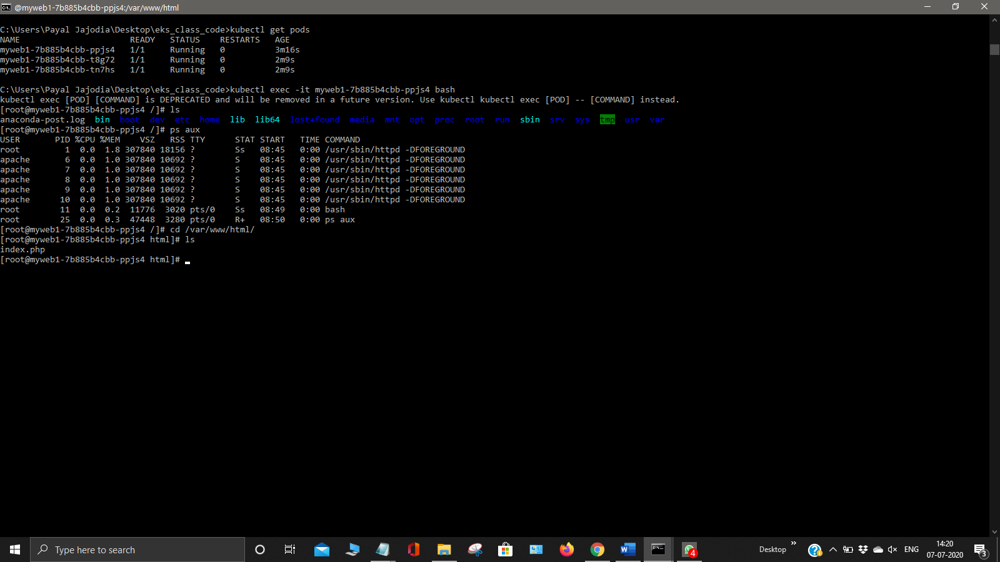 @myweb1-7b885b4cbb-ppjs4:/var/www/html
C:\Users\Payal Jajodia\Desktop\eks_class_code>kubectl get pods
NAME                      READY   STATUS    RESTARTS   AGE
myweb1-7b885b4cbb-ppjs4   1/1     Running   0          3m16s
myweb1-7b885b4cbb-t8g72   1/1     Running   0          2m9s
myweb1-7b885b4cbb-tn7hs   1/1     Running   0          2m9s
C:\Users\Payal Jajodia\Desktop\eks_class_code>kubectl exec -it myweb1-7b885b4cbb-ppjs4 bash
kubectl exec [POD] [COMMAND] is DEPRECATED and will be removed in a future version. Use kubectl kubectl exec [POD] -- [COMMAND] instead.
[root@myweb1-7b885b4cbb-ppjs4 /]# ls
anaconda-post.log  bin  boot  dev  etc  home  lib  lib64  lost+found  media  mnt  opt  proc  root  run  sbin  srv  sys  tmp  usr  var
[root@myweb1-7b885b4cbb-ppjs4 /]# ps aux
USER       PID %CPU %MEM    VSZ   RSS TTY      STAT START   TIME COMMAND
root         1  0.0  1.8 307840 18156 ?        Ss   08:45   0:00 /usr/sbin/httpd -DFOREGROUND
apache       6  0.0  1.0 307840 10692 ?        S    08:45   0:00 /usr/sbin/httpd -DFOREGROUND
apache       7  0.0  1.0 307840 10692 ?        S    08:45   0:00 /usr/sbin/httpd -DFOREGROUND
apache       8  0.0  1.0 307840 10692 ?        S    08:45   0:00 /usr/sbin/httpd -DFOREGROUND
apache       9  0.0  1.0 307840 10692 ?        S    08:45   0:00 /usr/sbin/httpd -DFOREGROUND
apache      10  0.0  1.0 307840 10692 ?        S    08:45   0:00 /usr/sbin/httpd -DFOREGROUND
root        11  0.0  0.2  11776  3020 pts/0    Ss   08:49   0:00 bash
root        25  0.0  0.3  47448  3280 pts/0    R+   08:50   0:00 ps aux
[root@myweb1-7b885b4cbb-ppjs4 /]# cd /var/www/html/
[root@myweb1-7b885b4cbb-ppjs4 html]# ls
index.php
[root@myweb1-7b885b4cbb-ppjs4 html]#
Type here to search
4
Desktop
ENG
14:20
07-07-2020
3